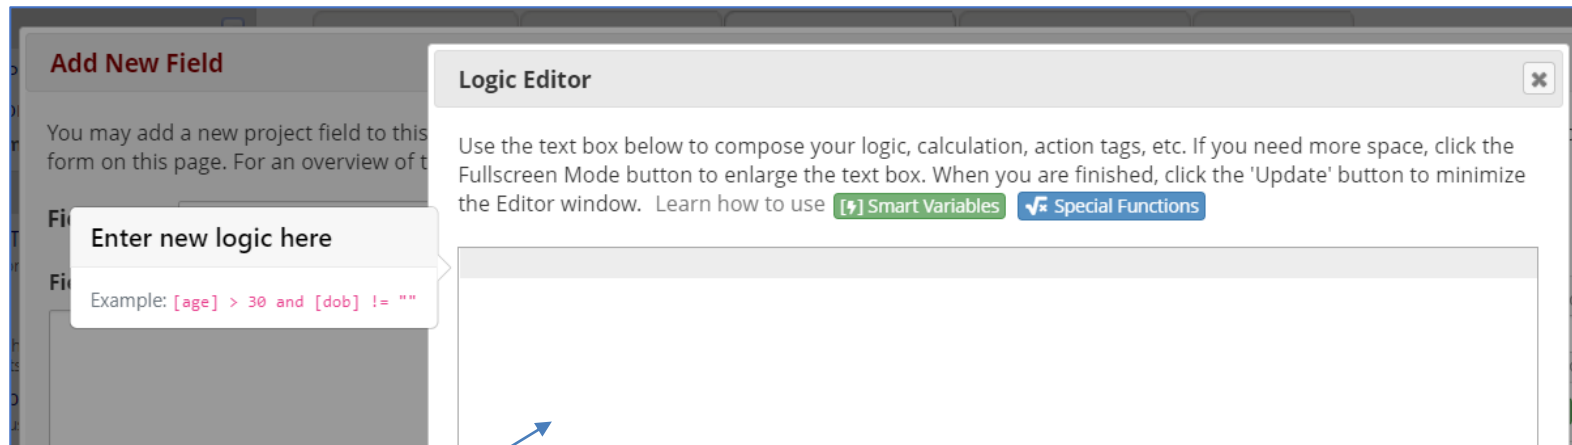 Add New Field
You may add a new project field to this
form on this page. For an overview of t
Logic Editor
Use the text box below to compose your logic, calculation, action tags, etc. If you need more space, click the
Fullscreen Mode button to enlarge the text box. When you are finished, click the 'Update' button to minimize
the Editor window. Learn how to use [ϟ] Smart Variables √x Special Functions
Enter new logic here
Example: [age] > 30 and [dob] != ""